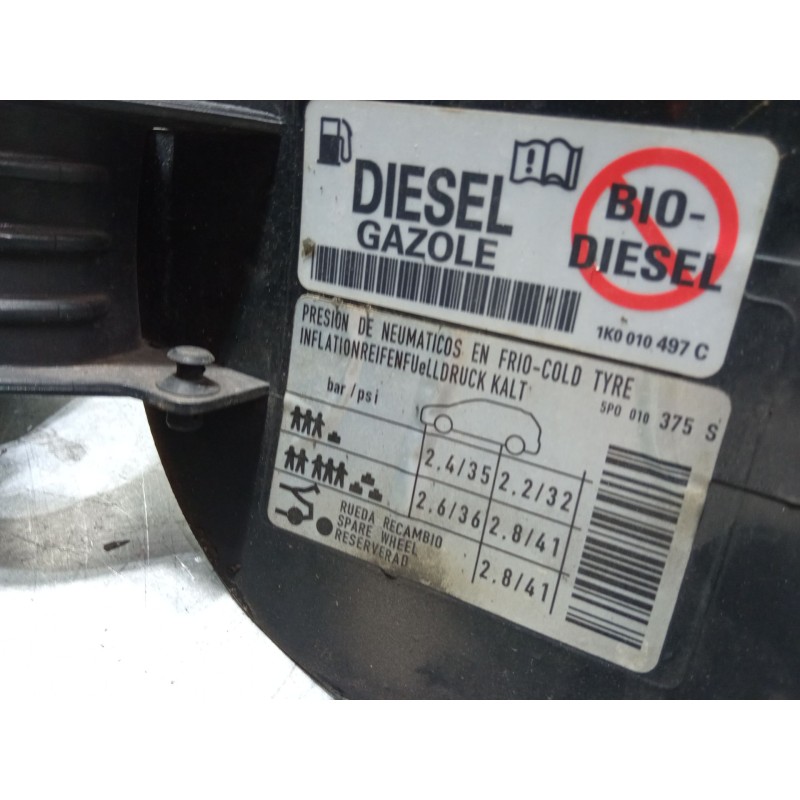 DIESEL
GAZOLE
BIO-
DIESEL
1K0 010 497 C
PRESIÓN DE NEUMATICOS EN FRIO-COLD TYRE
INFLATIONREIFENFUeLLDRUCK KALT
5P0 010 375 S
bar/psi
2.4/35 2.2/32
2.6/36 2.8/41
RUEDA RECAMBIO
SPARE WHEEL
RESERVERAD
2.8/41